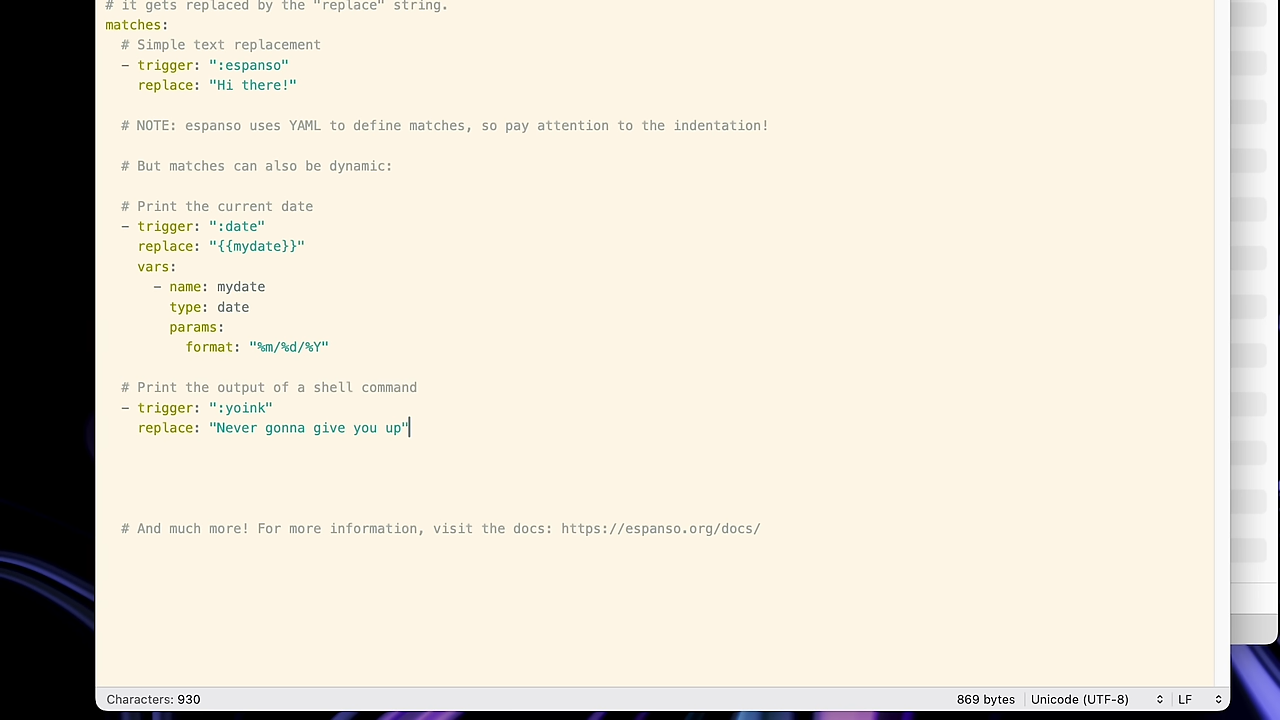 # it gets replaced by the "replace" string.
matches:
  # Simple text replacement
  - trigger: ":espanso"
    replace: "Hi there!"
  # NOTE: espanso uses YAML to define matches, so pay attention to the indentation!
  # But matches can also be dynamic:
  # Print the current date
  - trigger: ":date"
    replace: "{{mydate}}"
    vars:
      - name: mydate
        type: date
        params:
          format: "%m/%d/%Y"
  # Print the output of a shell command
  - trigger: ":yoink"
    replace: "Never gonna give you up"
  # And much more! For more information, visit the docs: https://espanso.org/docs/
Characters: 930
869 bytes
Unicode (UTF-8)
LF